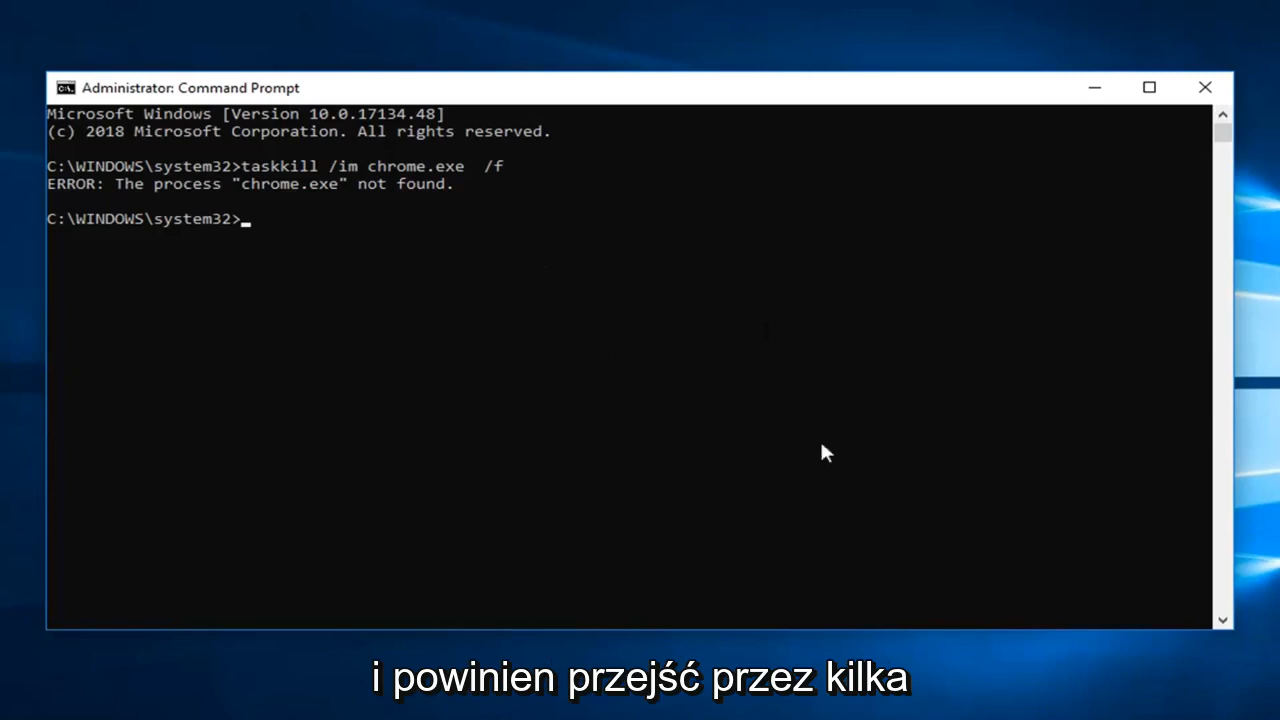 Administrator: Command Prompt
Microsoft Windows [Version 10.0.17134.48]
(c) 2018 Microsoft Corporation. All rights reserved.
C:\WINDOWS\system32>taskkill /im chrome.exe  /f
ERROR: The process "chrome.exe" not found.
C:\WINDOWS\system32>
i powinien przejść przez kilka